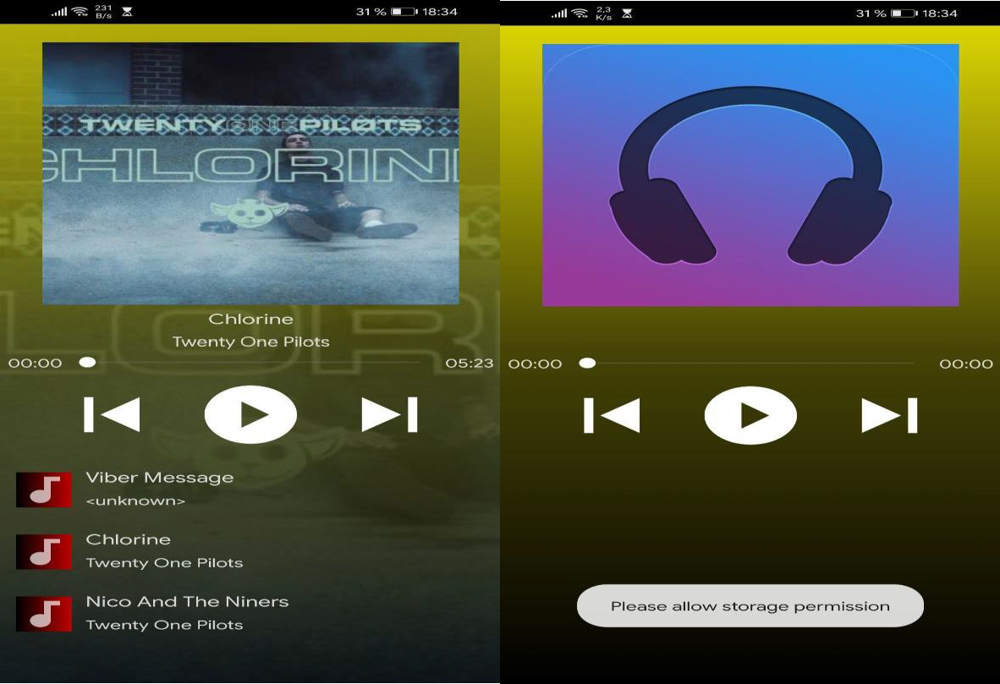 231
B/s
31 %
18:34
TWENTY ONE PILØTS
CHLORINE
Chlorine
Twenty One Pilots
00:00
05:23
Viber Message
<unknown>
Chlorine
Twenty One Pilots
Nico And The Niners
Twenty One Pilots
2,3
K/s
31 %
18:34
00:00
00:00
Please allow storage permission